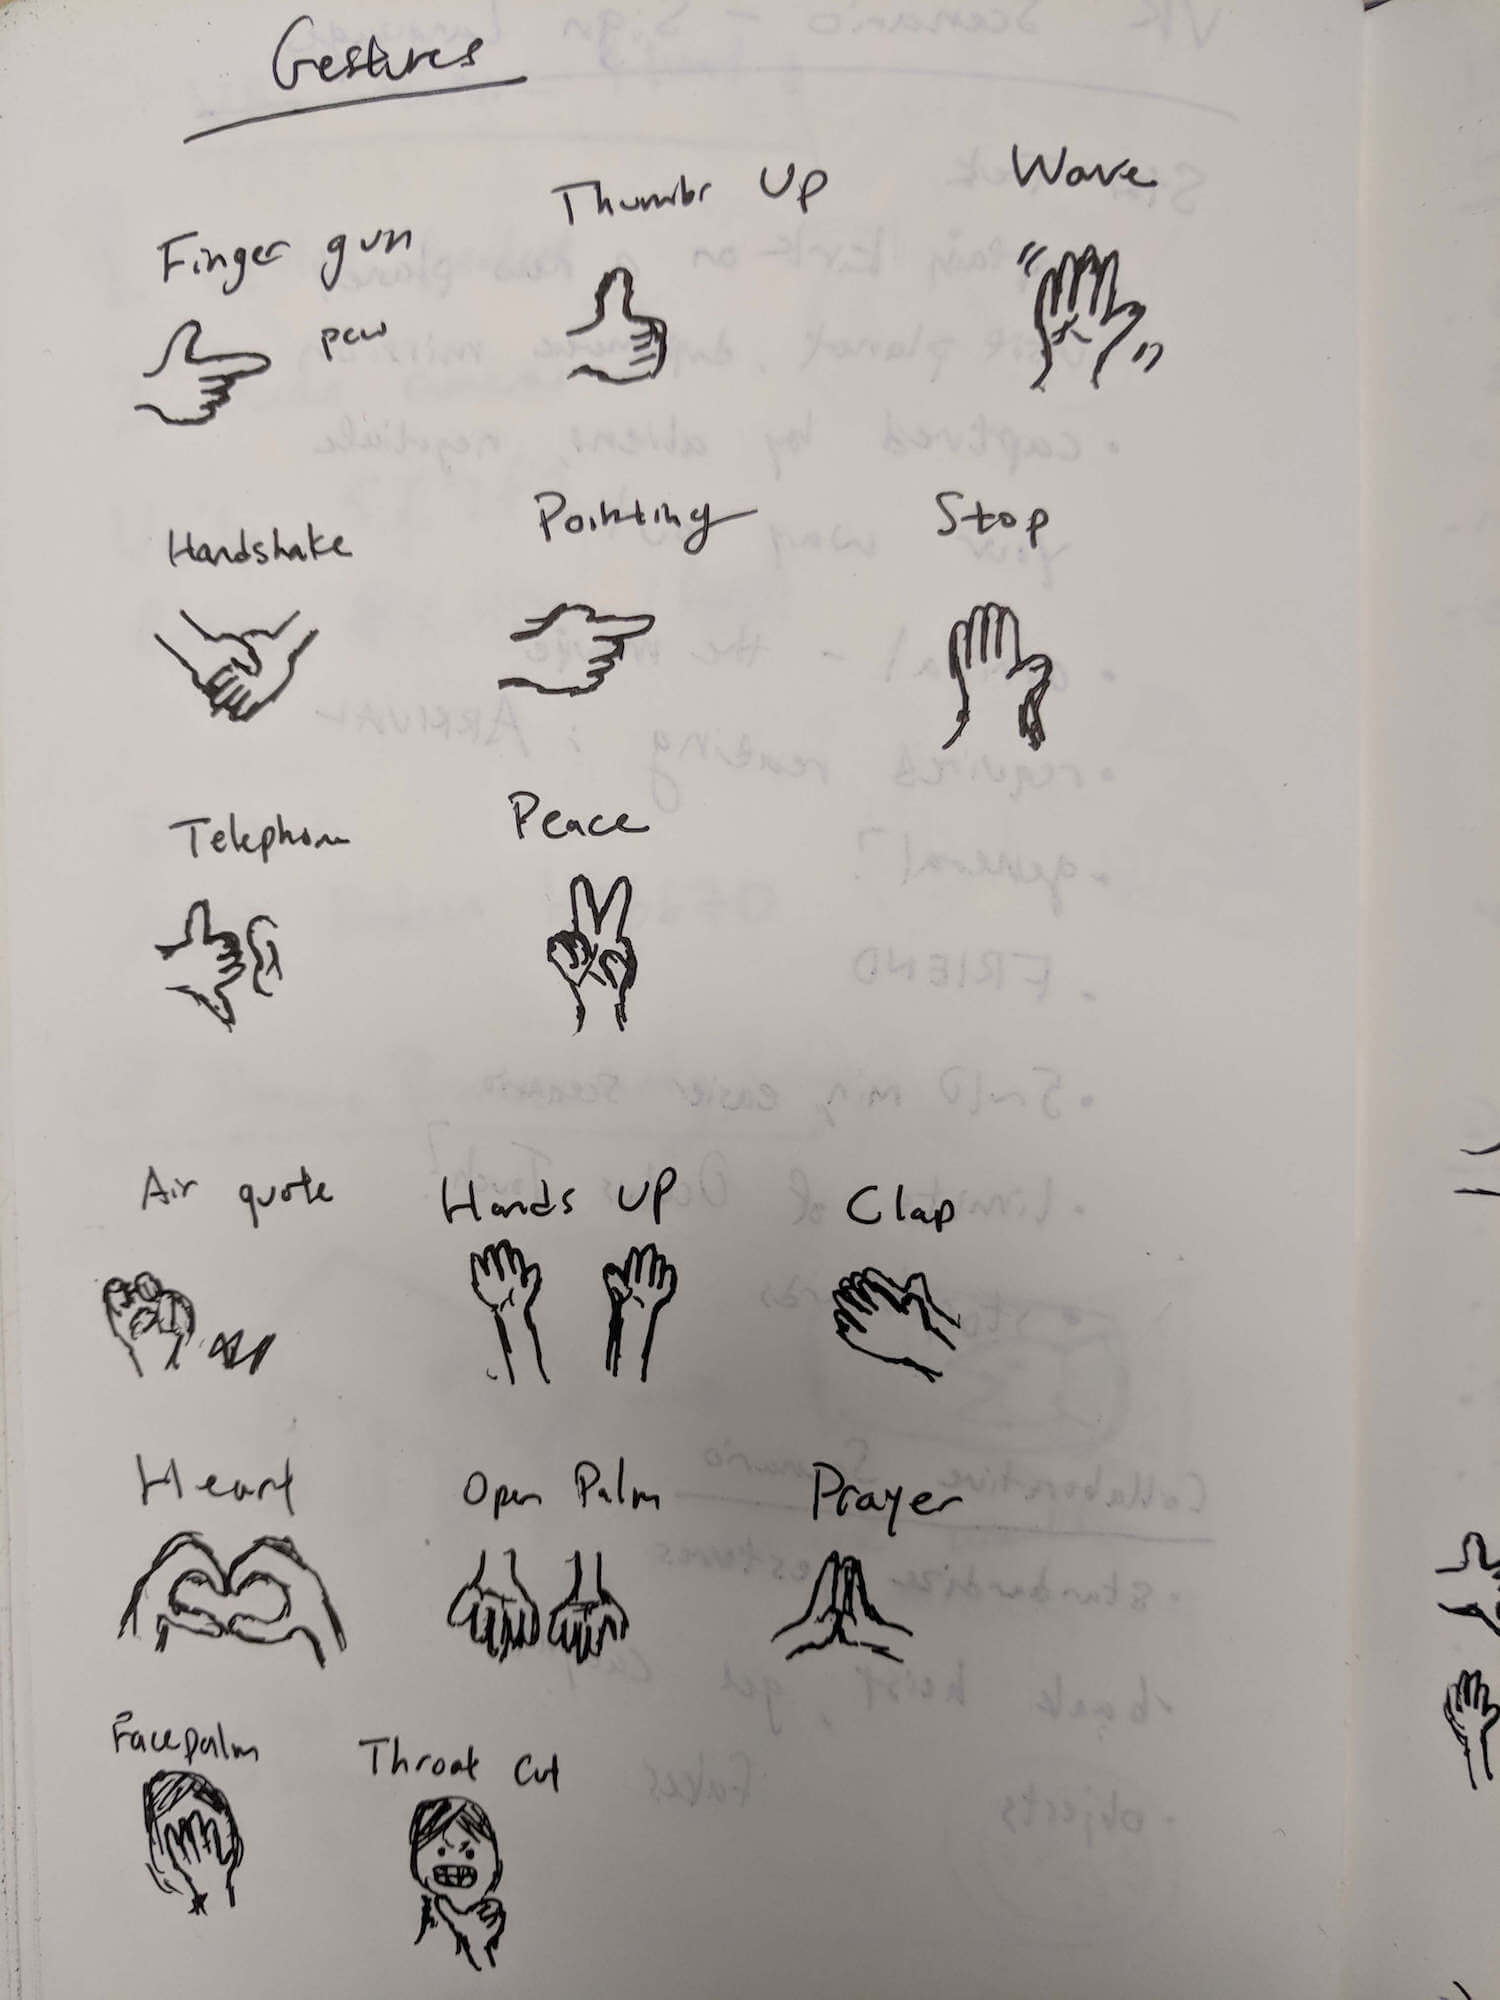 Gestures
Finger gun
Thumbs Up
Wave
pew
Handshake
Pointing
Stop
Telephone
Peace
Air quote
Hands UP
Clap
Heart
Open Palm
Prayer
Facepalm
Throat Cut